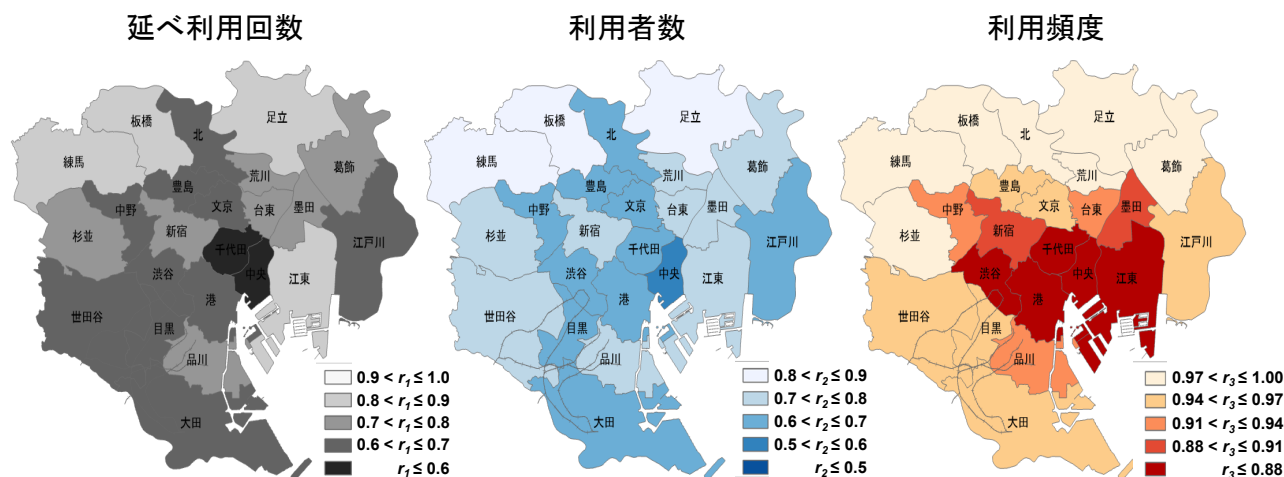 延べ利用回数
足立
板橋
北
練馬
葛飾
荒川
豊島
文京
台東
墨田
中野
新宿
杉並
千代田
江戸川
中央
渋谷
江東
港
世田谷
目黒
品川
大田
0.9 < r₁ ≤ 1.0
0.8 < r₁ ≤ 0.9
0.7 < r₁ ≤ 0.8
0.6 < r₁ ≤ 0.7
r₁ ≤ 0.6
利用者数
足立
板橋
北
練馬
葛飾
荒川
豊島
文京
台東
墨田
中野
新宿
杉並
千代田
江戸川
中央
渋谷
江東
港
世田谷
目黒
品川
大田
0.8 < r₂ ≤ 0.9
0.7 < r₂ ≤ 0.8
0.6 < r₂ ≤ 0.7
0.5 < r₂ ≤ 0.6
r₂ ≤ 0.5
利用頻度
足立
板橋
北
練馬
葛飾
荒川
豊島
文京
台東
墨田
中野
新宿
杉並
千代田
江戸川
中央
渋谷
江東
港
世田谷
目黒
品川
大田
0.97 < r₃ ≤ 1.00
0.94 < r₃ ≤ 0.97
0.91 < r₃ ≤ 0.94
0.88 < r₃ ≤ 0.91
r₃ ≤ 0.88